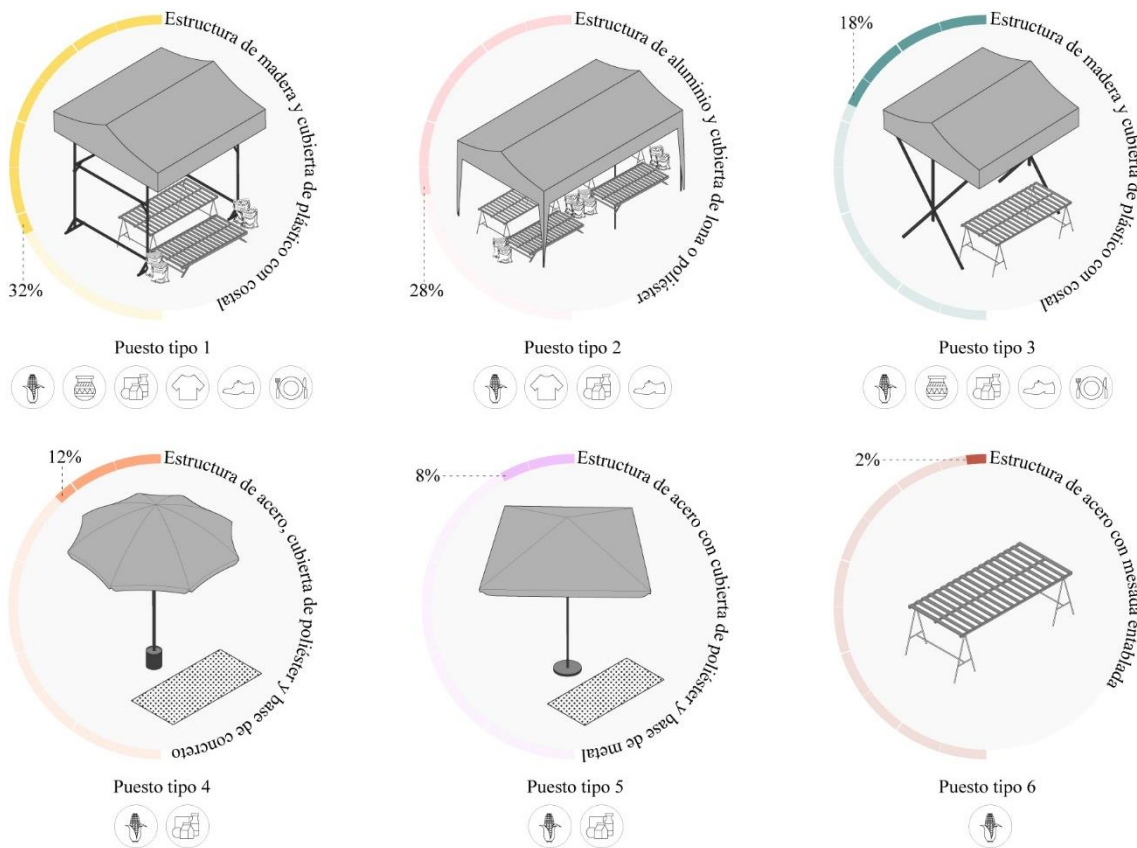 Estructura de madera y cubierta de plástico con costal
32%
Puesto tipo 1
Estructura de aluminio y cubierta de lona o poliéster
28%
Puesto tipo 2
18%
Estructura de madera y cubierta de plástico con costal
Puesto tipo 3
12%
Estructura de acero, cubierta de poliéster y base de concreto
Puesto tipo 4
8%
Estructura de acero con cubierta de poliéster y base de metal
Puesto tipo 5
2%
Estructura de acero con mesada entablada
Puesto tipo 6